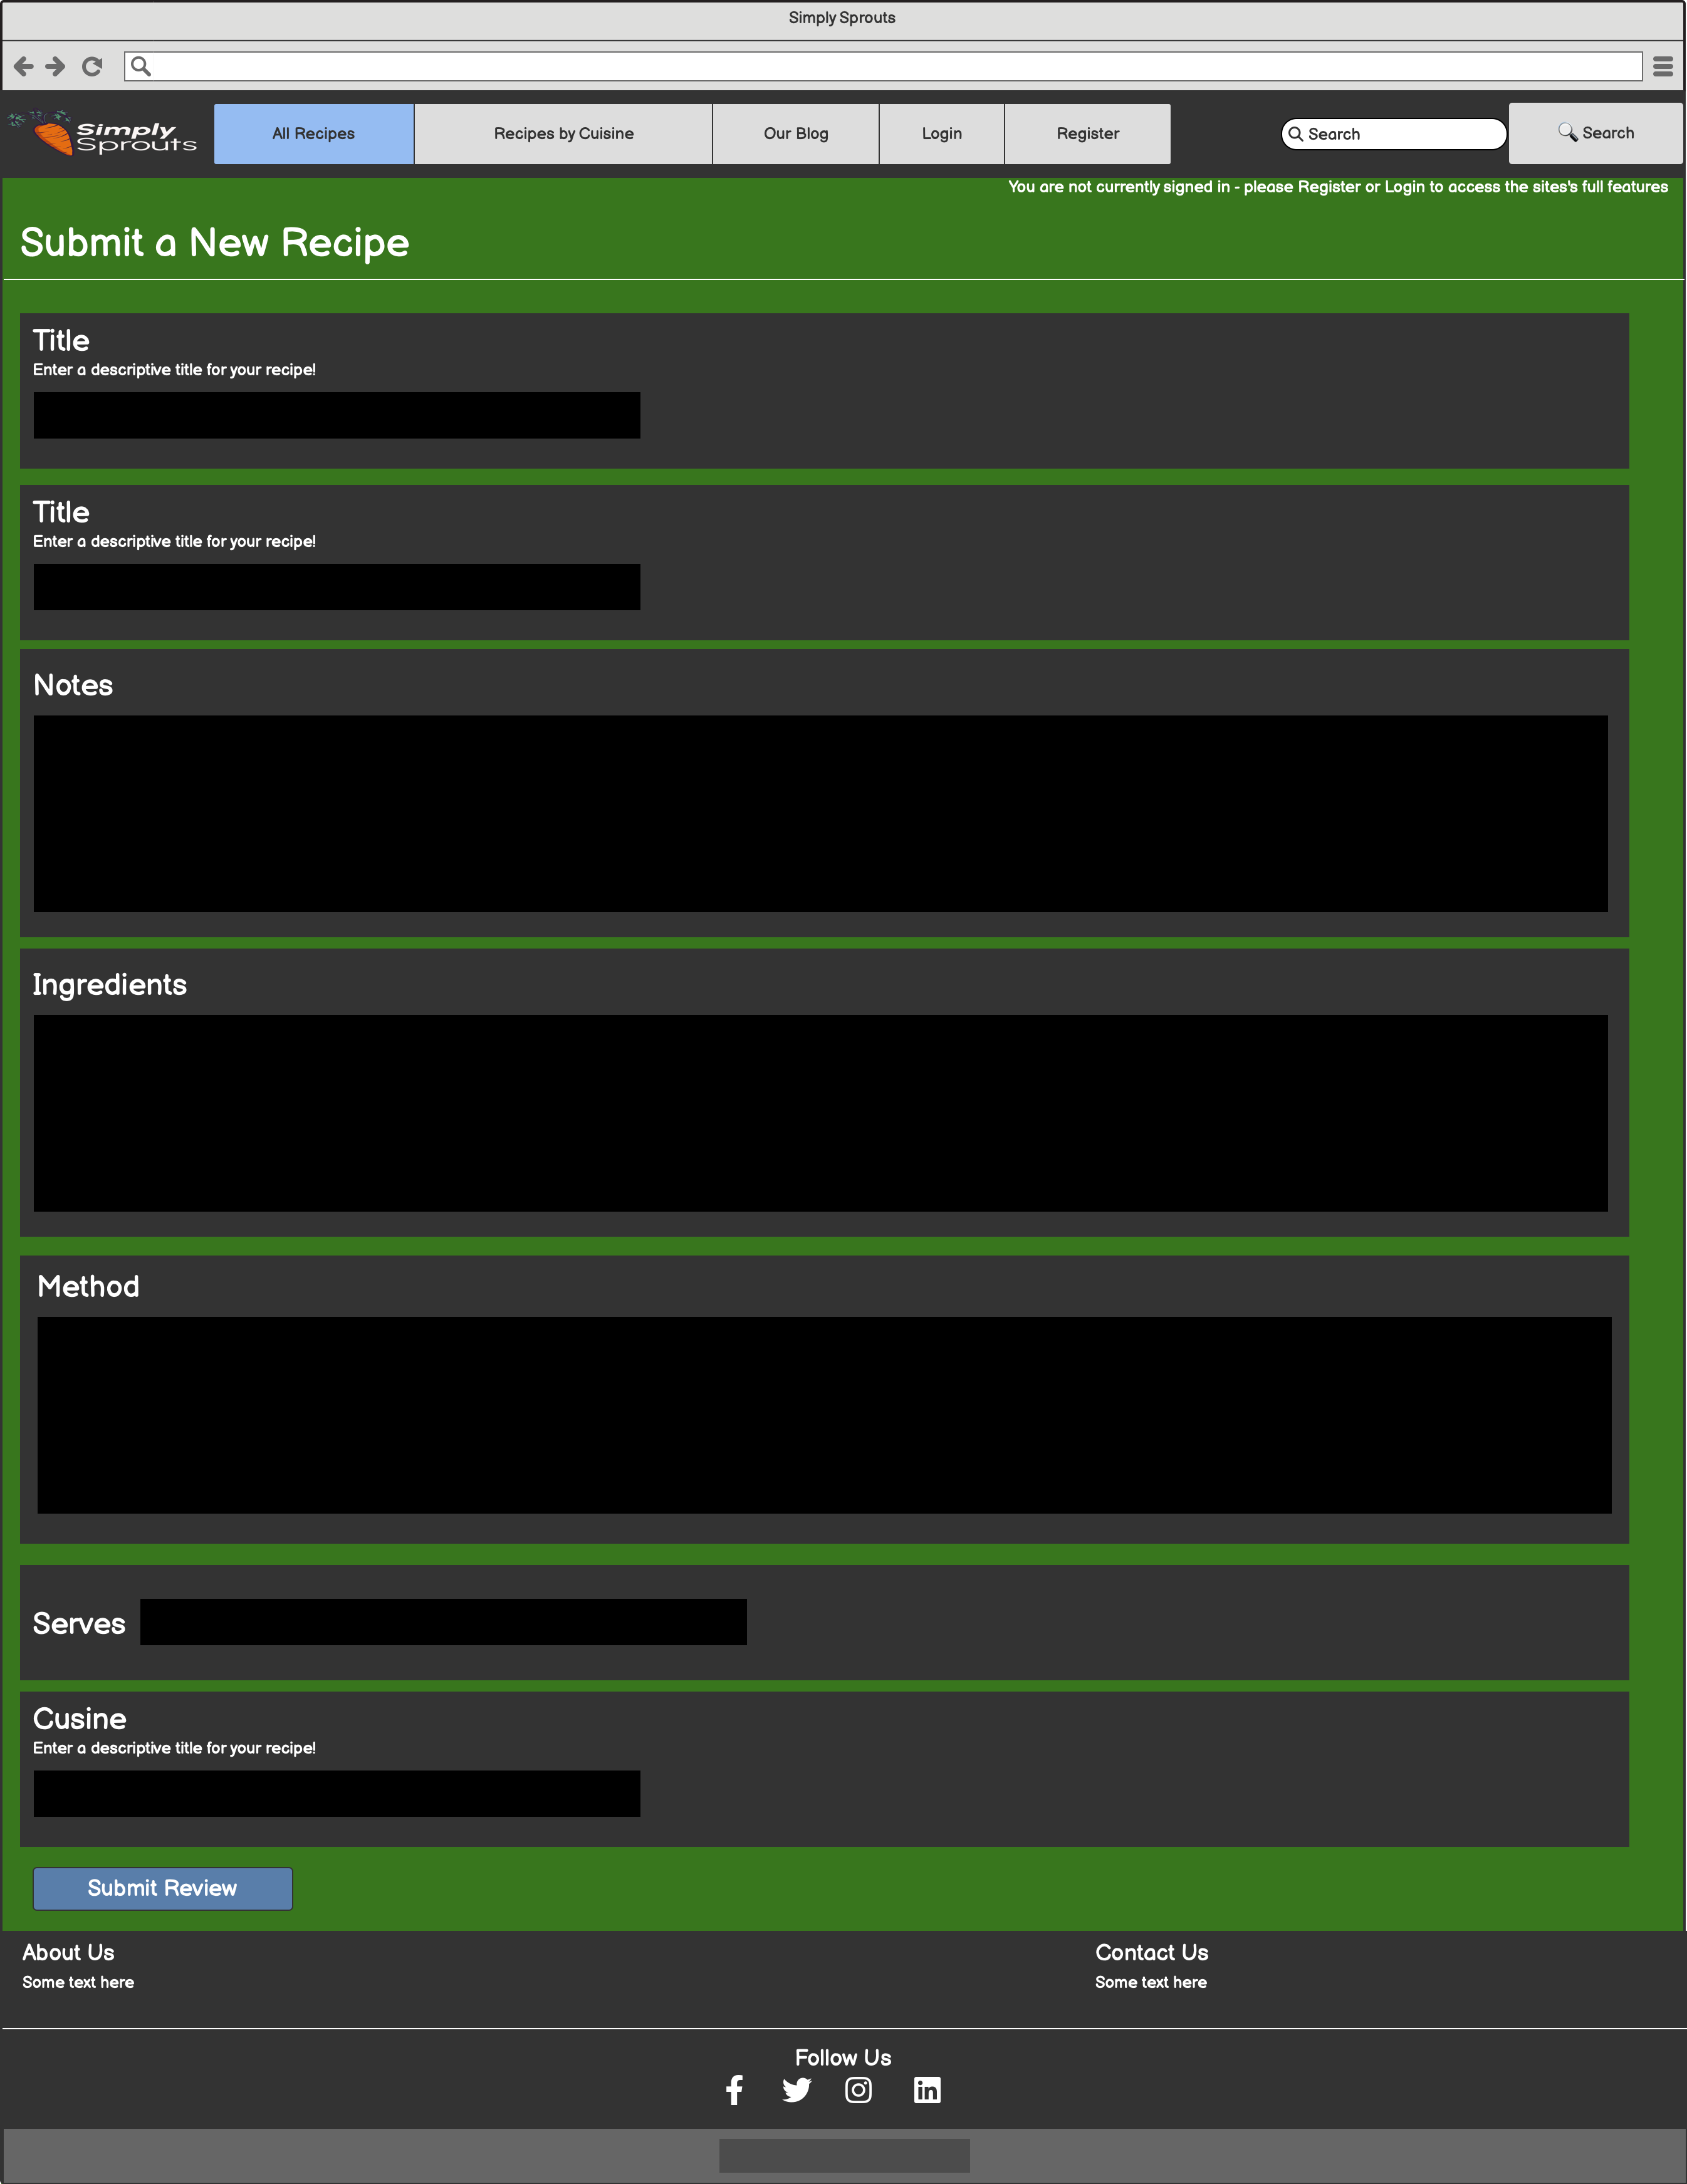 Simply Sprouts
Simply
Sprouts
All Recipes
Recipes by Cuisine
Our Blog
Login
Register
Search
Search
You are not currently signed in - please Register or Login to access the sites's full features
Submit a New Recipe
Title
Enter a descriptive title for your recipe!
Title
Enter a descriptive title for your recipe!
Notes
Ingredients
Method
Serves
Cusine
Enter a descriptive title for your recipe!
Submit Review
About Us
Contact Us
Some text here
Some text here
Follow Us